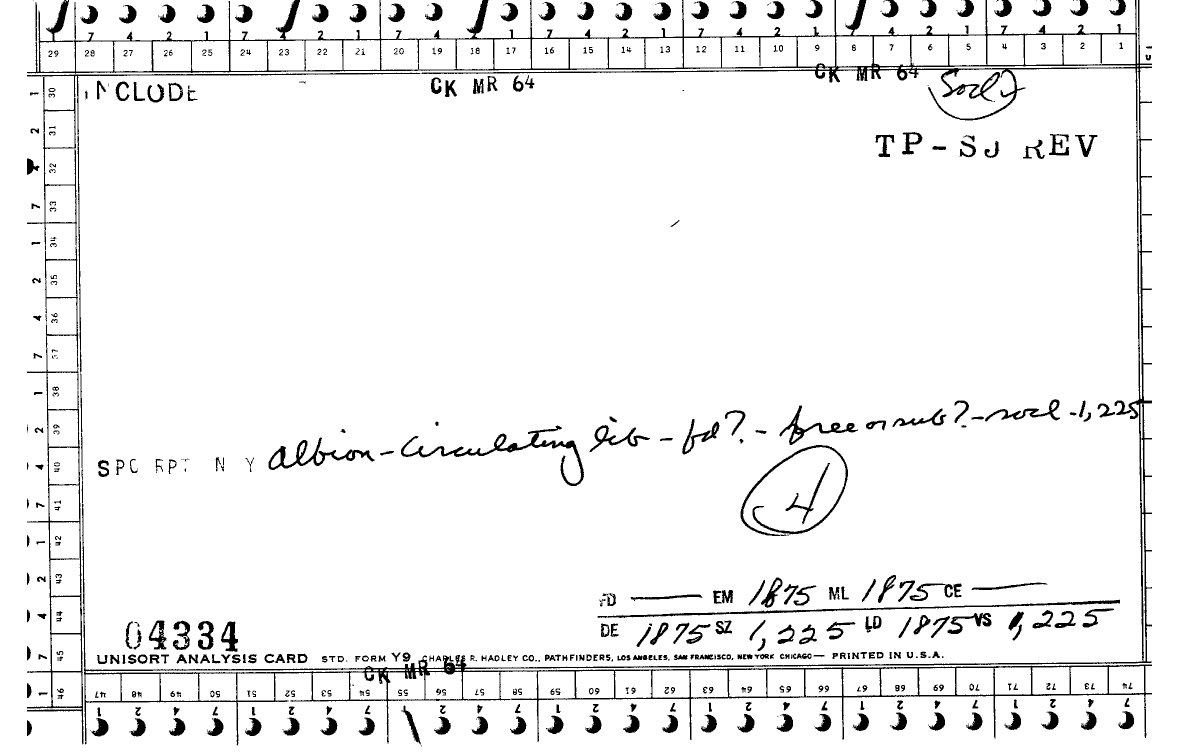 7 4 2 1 7 4 2 1 7 4 2 1 7 4 2 1 7 4 2 1 7 4 2 1 7 4 2 1
29 28 27 26 25 24 23 22 21 20 19 18 17 16 15 14 13 12 11 10 9 8 7 6 5 4 3 2 1
CK MR 64
CK MR 64
INCLUDE
Socl
TP-SJ REV
1 30
2 31
4 32
7 33
1 34
2 35
4 36
7 37
1 38
2 39
4 40
7 41
1 42
2 43
4 44
7 45
1 46
SPC RPT N Y Albion-Circulating lib - fd? - free or sub? - socl - 1,225
4
FD —— EM 1875 ML 1875 CE ——
DE 1875 SZ 1,225 LD 1875 VS 1,225
04334
UNISORT ANALYSIS CARD STD. FORM Y9 CHARLES R. HADLEY CO., PATHFINDERS, LOS ANGELES, SAN FRANCISCO, NEW YORK CHICAGO— PRINTED IN U.S.A.
CK MR 64
47 48 49 50 51 52 53 54 55 56 57 58 59 60 61 62 63 64 65 66 67 68 69 70 71 72 73 74
1 2 4 7 1 2 4 7 1 2 4 7 1 2 4 7 1 2 4 7 1 2 4 7 1 2 4 7